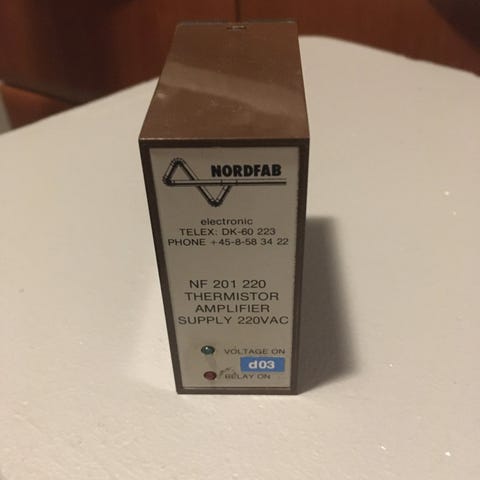 NORDFAB
electronic
TELEX: DK-60 223
PHONE +45-8-58 34 22
NF 201 220
THERMISTOR
AMPLIFIER
SUPPLY 220VAC
VOLTAGE ON
d03
RELAY ON